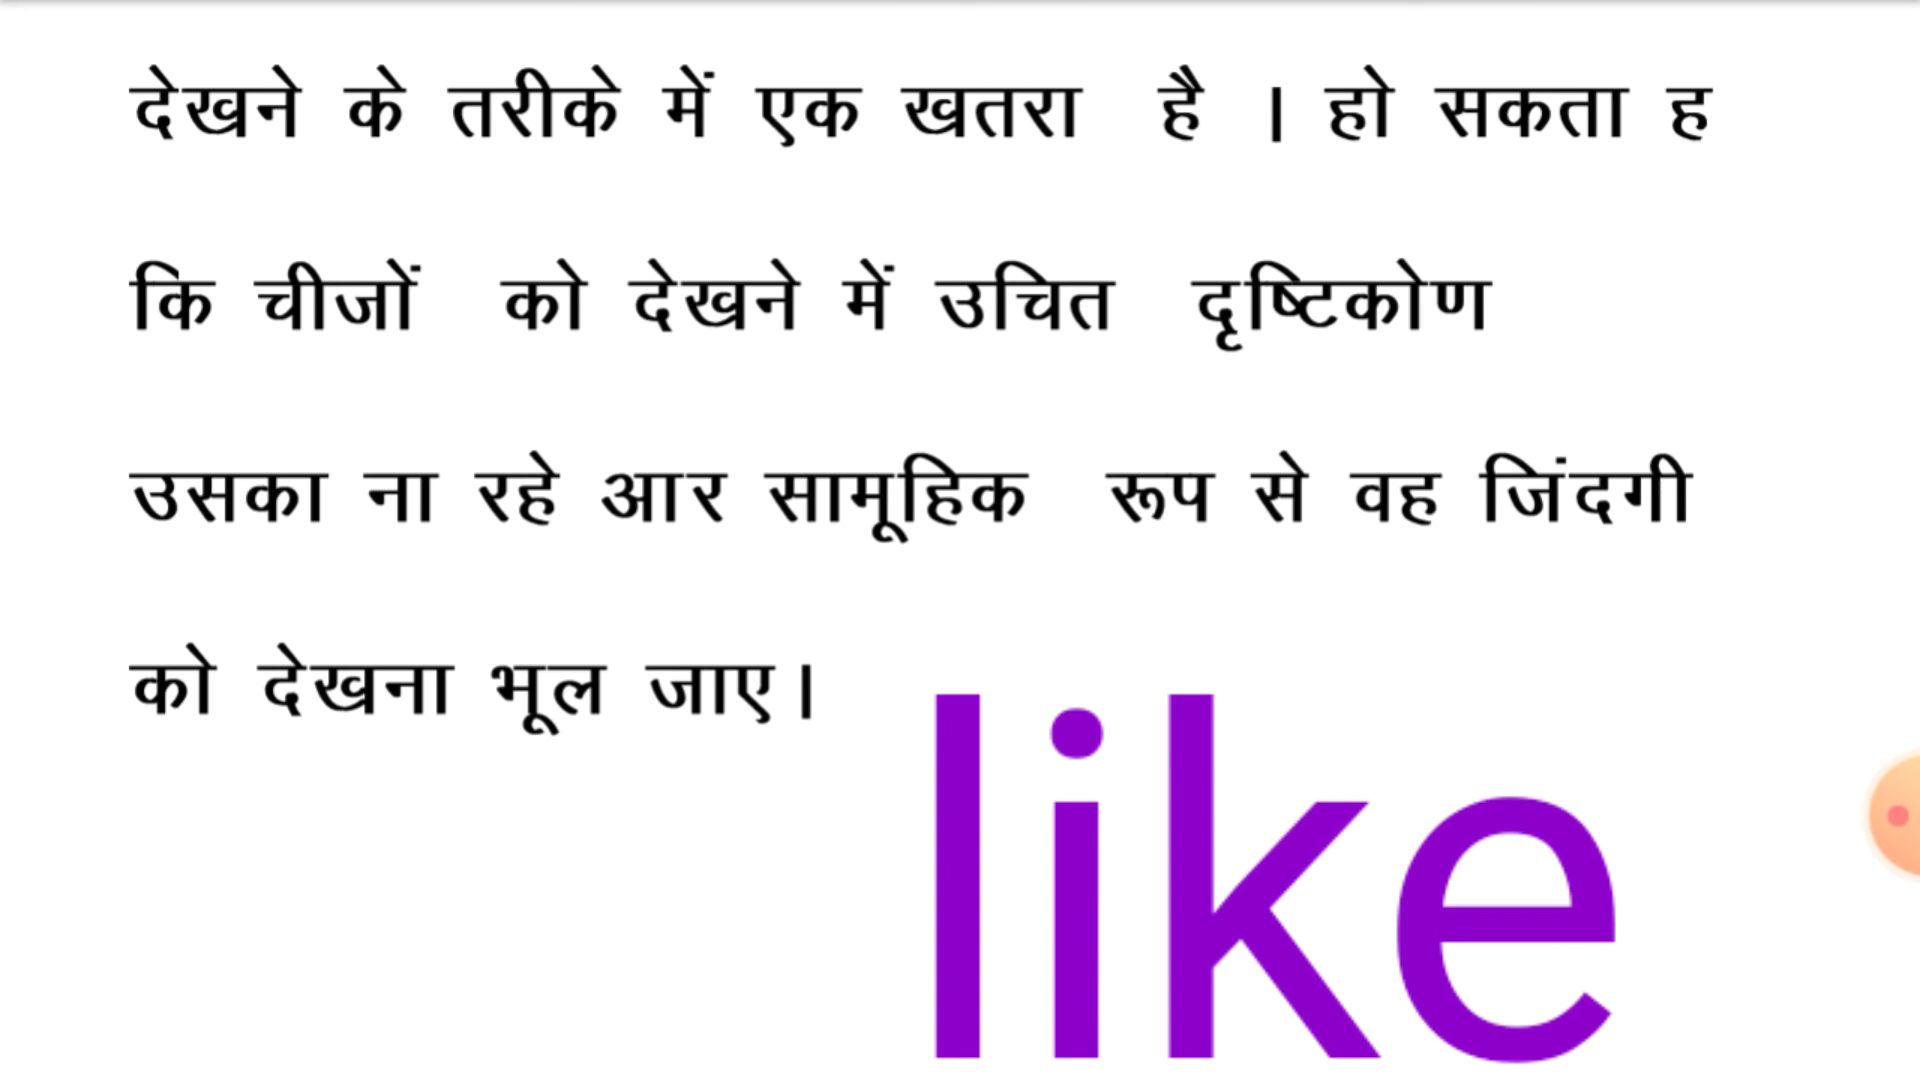 देखने के तरीके में एक खतरा है । हो सकता ह
कि चीजों को देखने में उचित दृष्टिकोण
उसका ना रहे आर सामूहिक रूप से वह जिंदगी
को देखना भूल जाए।
like